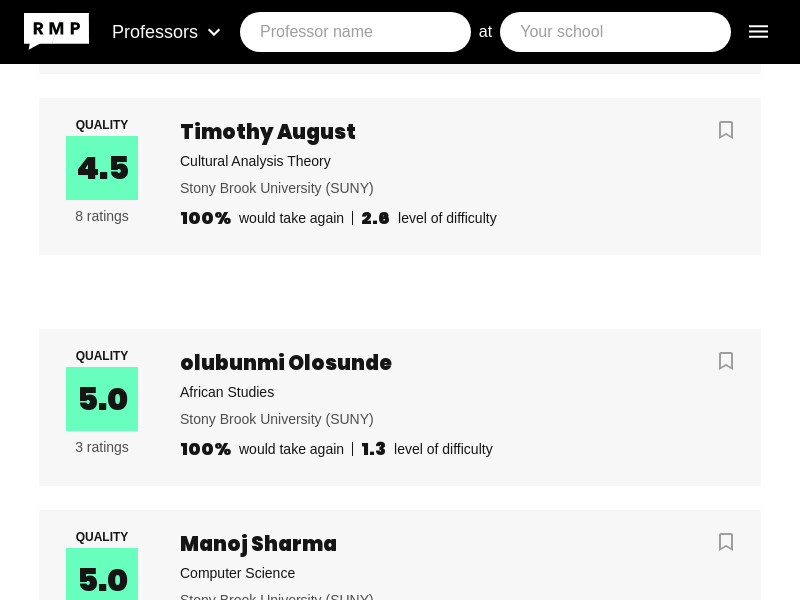 RMP Professors Professor name at Your school
QUALITY
4.5
8 ratings
Timothy August
Cultural Analysis Theory
Stony Brook University (SUNY)
100% would take again 2.6 level of difficulty
QUALITY
5.0
3 ratings
olubunmi Olosunde
African Studies
Stony Brook University (SUNY)
100% would take again 1.3 level of difficulty
QUALITY
5.0
Manoj Sharma
Computer Science
Stony Brook University (SUNY)